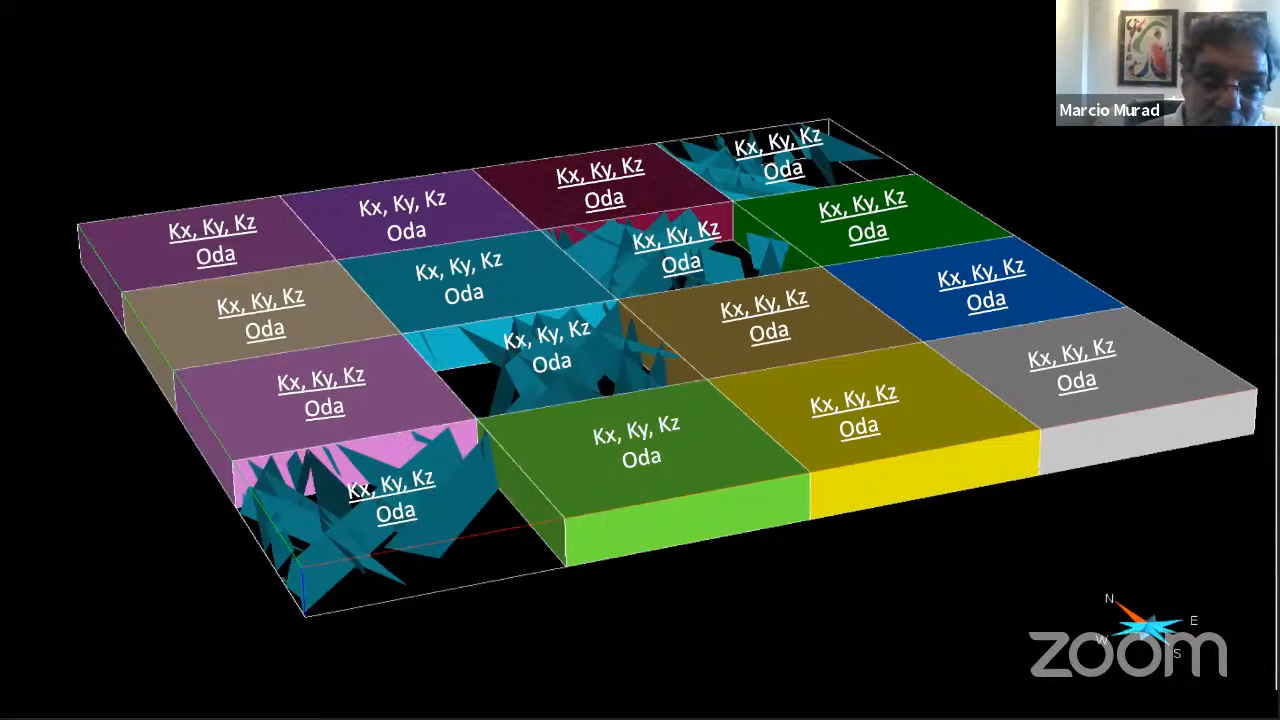 Marcio Murad
Kx, Ky, Kz
Oda
Kx, Ky, Kz
Oda
Kx, Ky, Kz
Oda
Kx, Ky, Kz
Oda
Kx, Ky, Kz
Oda
Kx, Ky, Kz
Oda
Kx, Ky, Kz
Oda
Kx, Ky, Kz
Oda
Kx, Ky, Kz
Oda
Kx, Ky, Kz
Oda
Kx, Ky, Kz
Oda
Kx, Ky, Kz
Oda
Kx, Ky, Kz
Oda
Kx, Ky, Kz
Oda
Kx, Ky, Kz
Oda
Kx, Ky, Kz
Oda
N
E
W
S
zoom